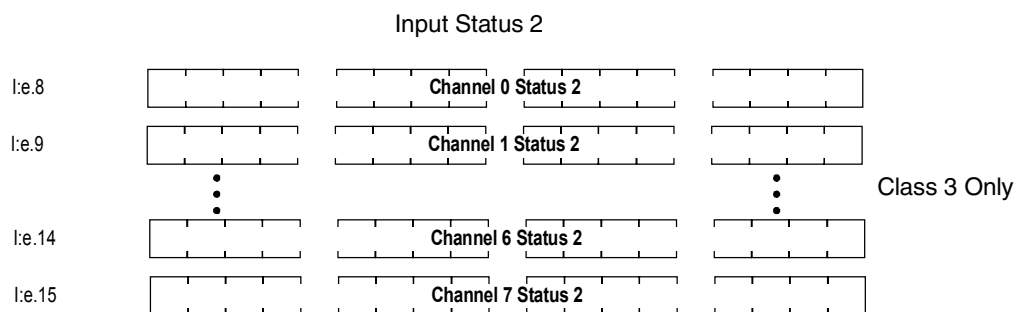 Input Status 2
I:e.8 Channel 0 Status 2
I:e.9 Channel 1 Status 2
Class 3 Only
I:e.14 Channel 6 Status 2
I:e.15 Channel 7 Status 2